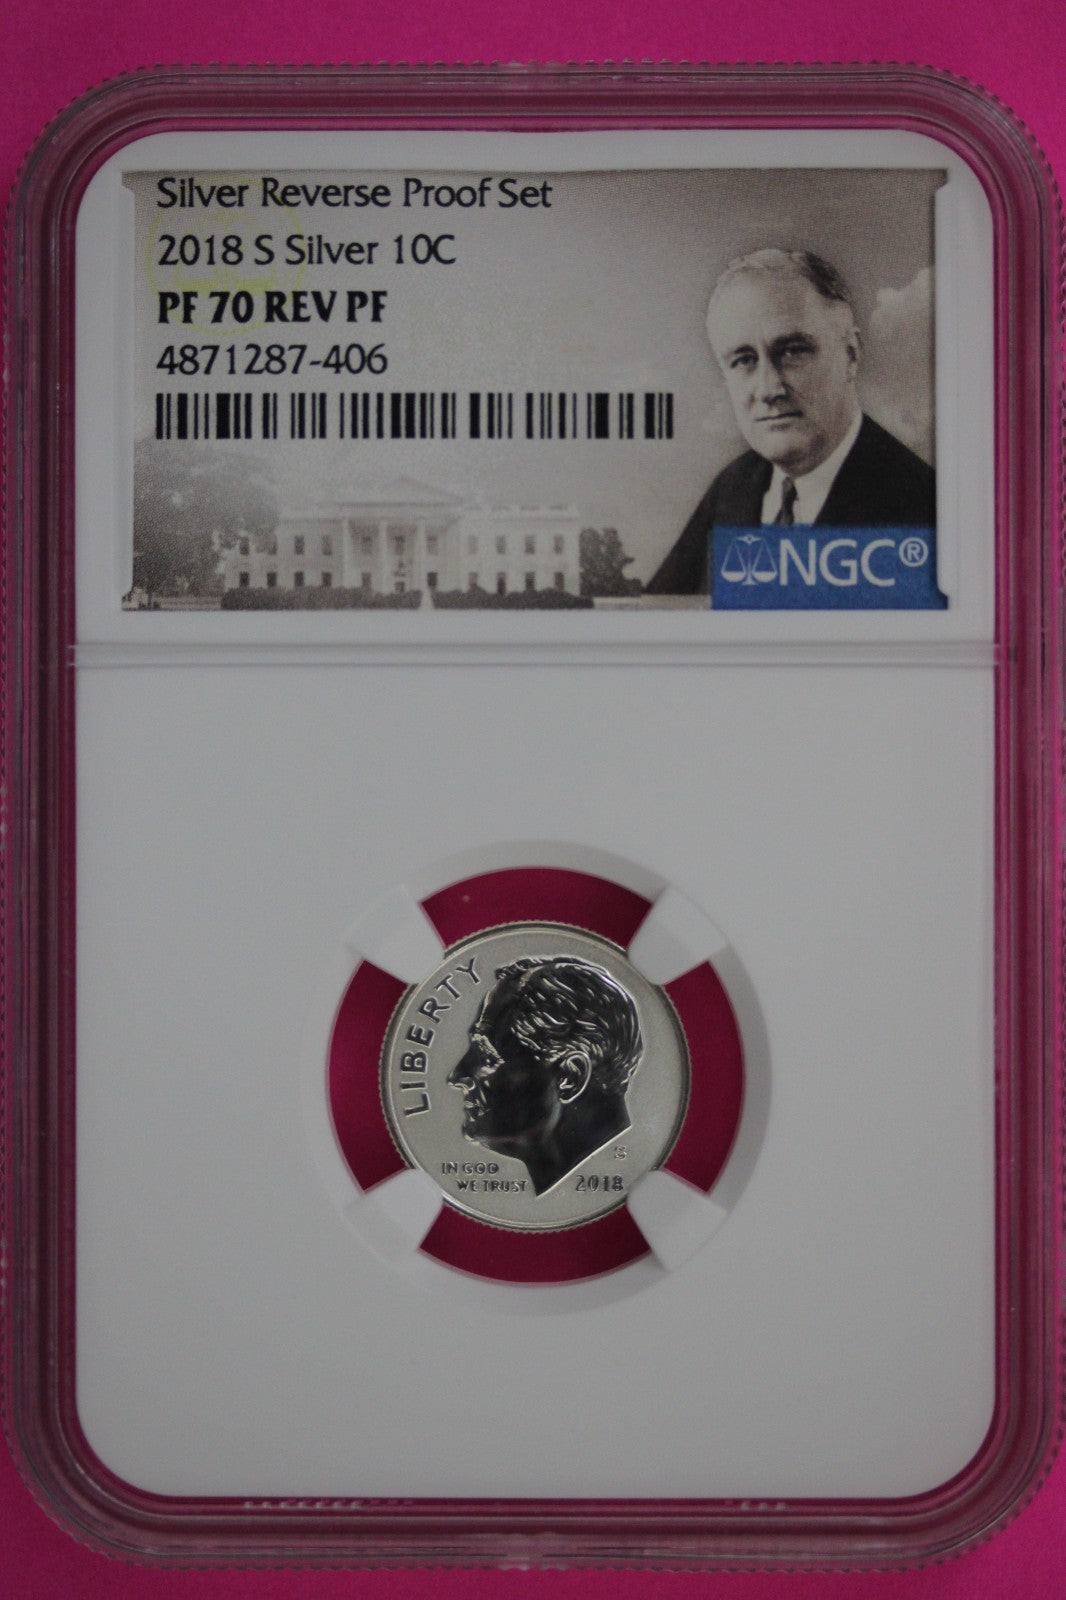 Silver Reverse Proof Set
2018 S Silver 10C
PF 70 REV PF
4871287-406
NGC®
LIBERTY
IN GOD
WE TRUST
S
2018